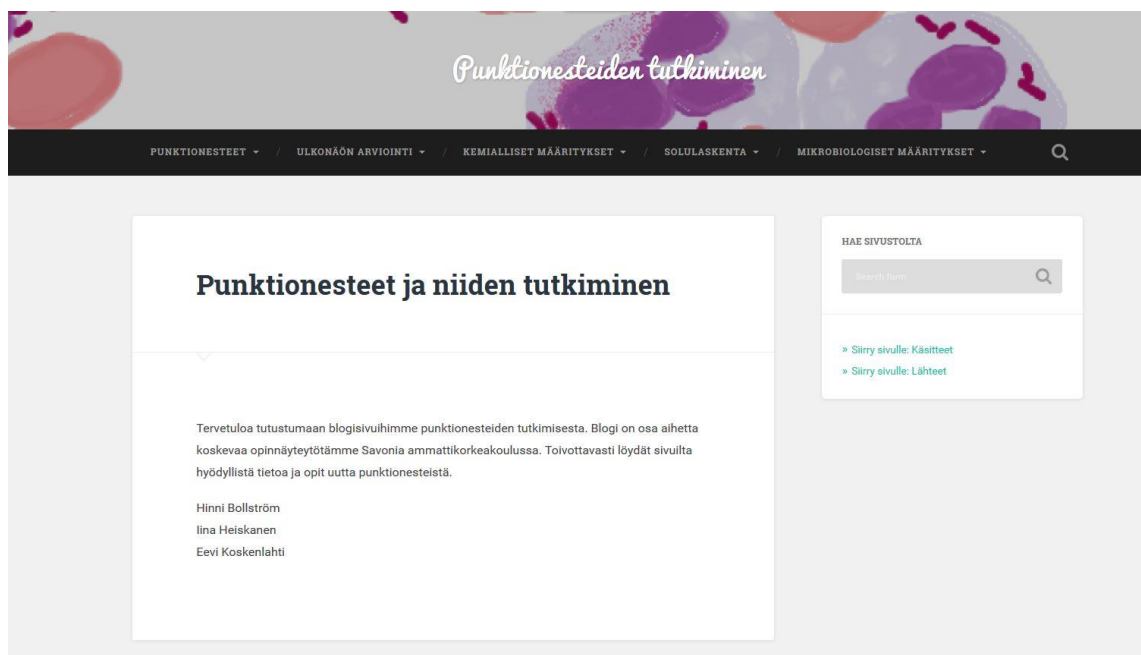 Punktionesteiden tutkiminen
PUNKTIONESTEET / ULKONÄÖN ARVIOINTI / KEMIALLISET MÄÄRITYKSET / SOLULASKENTA / MIKROBIOLOGISET MÄÄRITYKSET
Punktionesteet ja niiden tutkiminen
Tervetuloa tutustumaan blogisivuihimme punktionesteiden tutkimisesta. Blogi on osa aihetta
koskevaa opinnäyteytötämme Savonia ammattikorkeakoulussa. Toivottavasti löydät sivuilta
hyödyllistä tietoa ja opit uutta punktionesteistä.
Hinni Bollström
Iina Heiskanen
Eevi Koskenlahti
HAE SIVUSTOLTA
Search form
» Siirry sivulle: Käsitteet
» Siirry sivulle: Lähteet